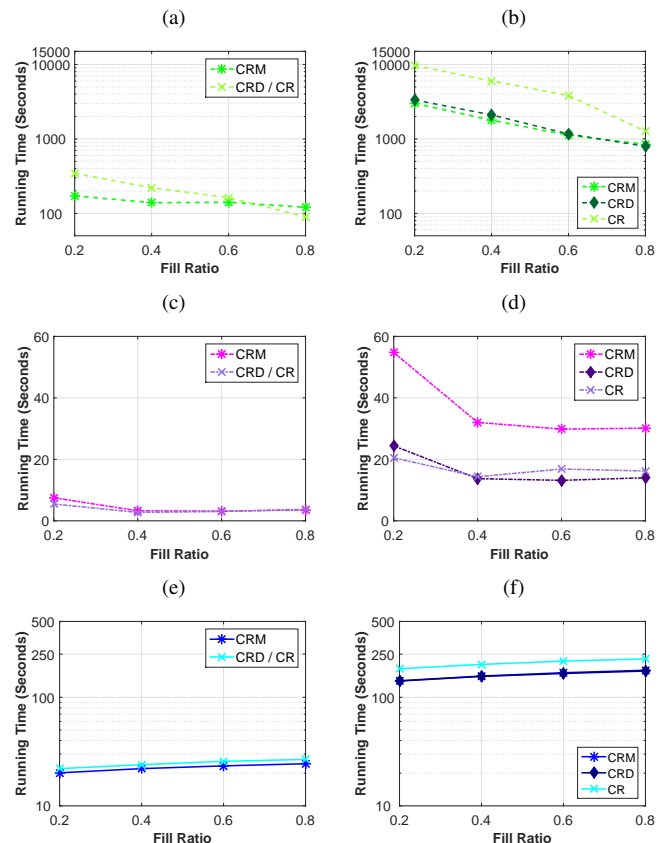 (a)
15000
10000
1000
100
Running Time (Seconds)
CRM
CRD / CR
0.2 0.4 0.6 0.8
Fill Ratio
(b)
15000
10000
1000
100
Running Time (Seconds)
CRM
CRD
CR
0.2 0.4 0.6 0.8
Fill Ratio
(c)
60
40
20
0
Running Time (Seconds)
CRM
CRD / CR
0.2 0.4 0.6 0.8
Fill Ratio
(d)
60
40
20
0
Running Time (Seconds)
CRM
CRD
CR
0.2 0.4 0.6 0.8
Fill Ratio
(e)
500
250
100
10
Running Time (Seconds)
CRM
CRD / CR
0.2 0.4 0.6 0.8
Fill Ratio
(f)
500
250
100
10
Running Time (Seconds)
CRM
CRD
CR
0.2 0.4 0.6 0.8
Fill Ratio